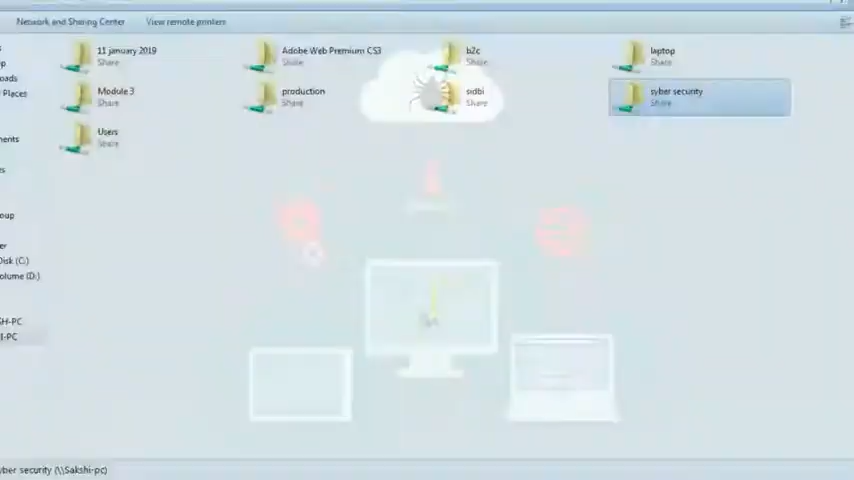 Network and Sharing Center View remote printers
11 january 2019
Share
Adobe Web Premium CS3
Share
b2c
Share
laptop
Share
Module 3
Share
production
Share
sidbi
Share
syber security
Share
Users
Share
oads
Places
ents
oup
er
Disk (C:)
olume (D:)
SH-PC
I-PC
yber security (\\Sakshi-pc)